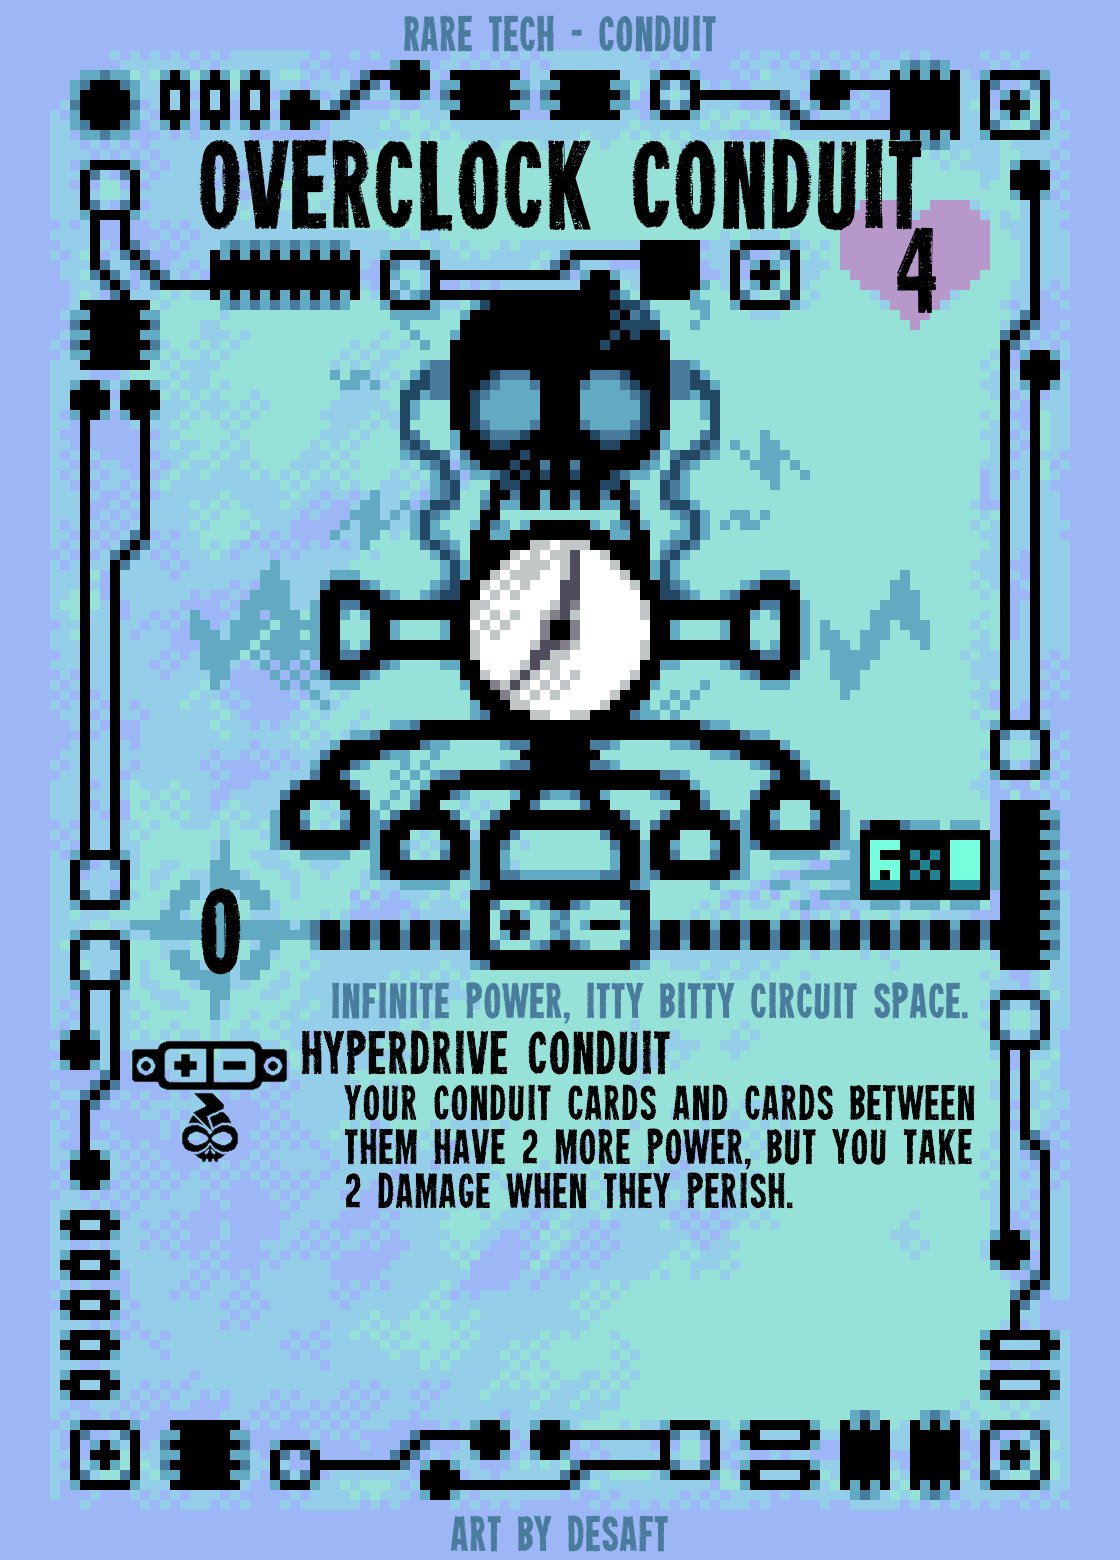 RARE TECH - CONDUIT
OVERCLOCK CONDUIT
4
6 x
0
INFINITE POWER, ITTY BITTY CIRCUIT SPACE.
HYPERDRIVE CONDUIT
YOUR CONDUIT CARDS AND CARDS BETWEEN
THEM HAVE 2 MORE POWER, BUT YOU TAKE
2 DAMAGE WHEN THEY PERISH.
ART BY DESAFT